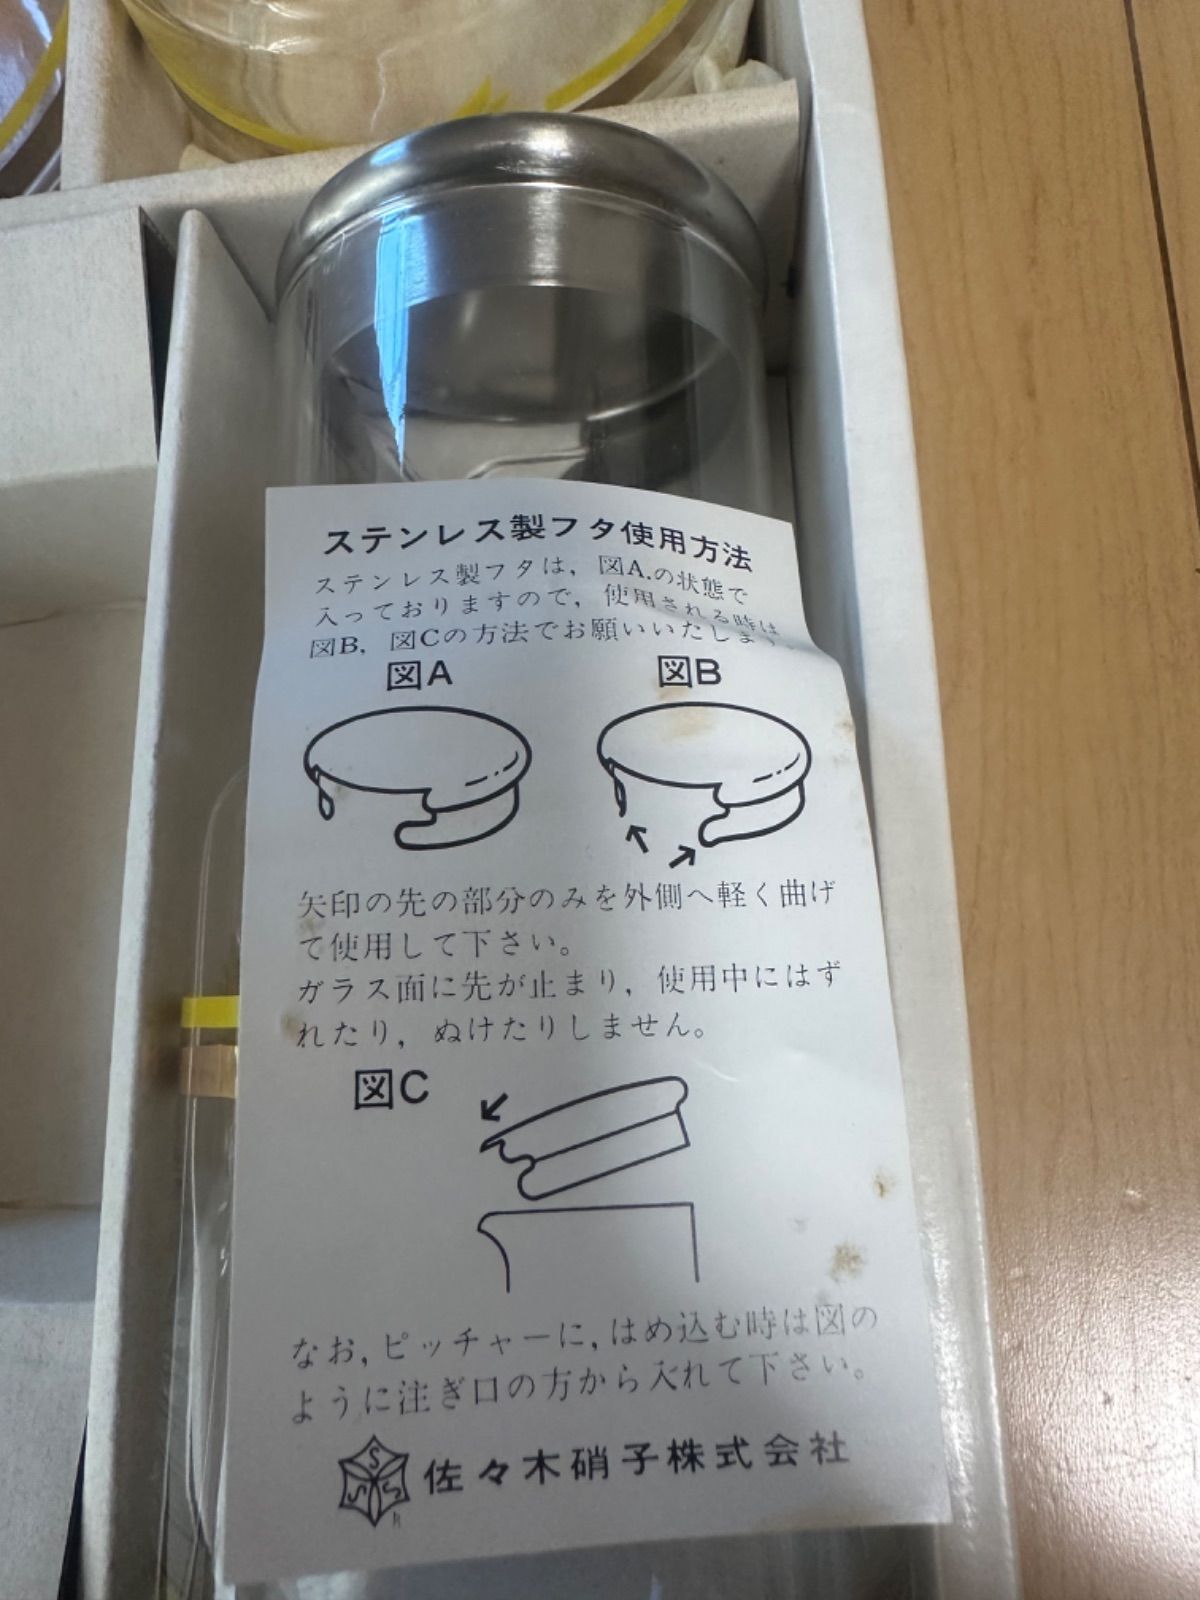 ステンレス製フタ使用方法
ステンレス製フタは，図A.の状態で
入っておりますので，使用される時は
図B，図Cの方法でお願いいたします。
図A
図B
矢印の先の部分のみを外側へ軽く曲げ
て使用して下さい。
ガラス面に先が止まり，使用中にはず
れたり，ぬけたりしません。
図C
なお，ピッチャーに，はめ込む時は図の
ように注ぎ口の方から入れて下さい。
SSS
R
佐々木硝子株式会社